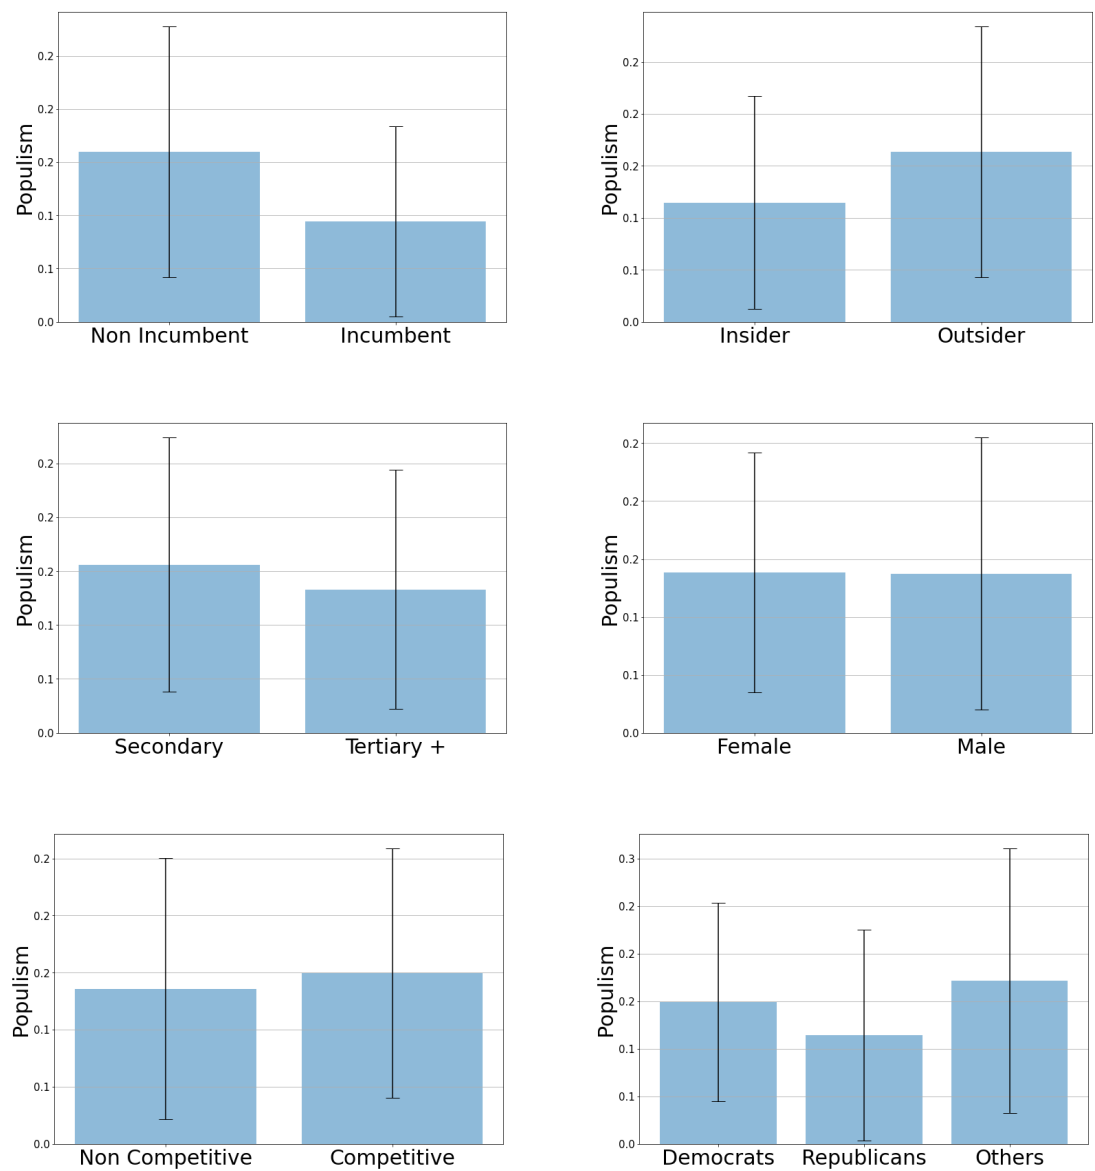 Populism
0.2
0.2
0.2
0.1
0.1
0.0
Non Incumbent
Incumbent
Populism
0.2
0.2
0.2
0.1
0.1
0.0
Insider
Outsider
Populism
0.2
0.2
0.2
0.1
0.1
0.0
Secondary
Tertiary +
Populism
0.2
0.2
0.2
0.1
0.1
0.0
Female
Male
Populism
0.2
0.2
0.2
0.1
0.1
0.0
Non Competitive
Competitive
Populism
0.3
0.2
0.2
0.2
0.1
0.1
0.0
Democrats
Republicans
Others